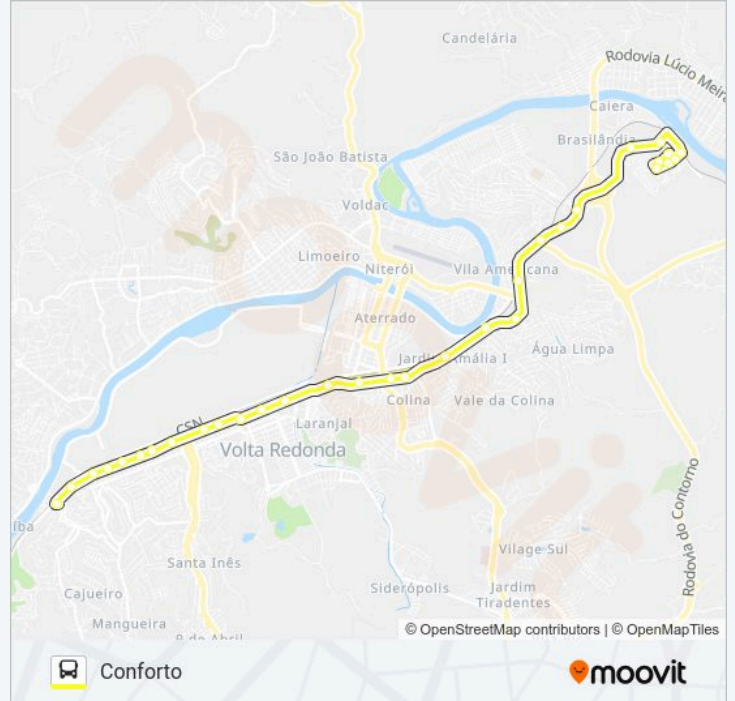 Candelária
Rodovia Lúcio Meira
Caiera
Brasilândia
São João Batista
Voldac
Limoeiro
Niterói
Vila Americana
Aterrado
Jardim Amália I
Água Limpa
Colina
Vale da Colina
CSN
Laranjal
Volta Redonda
Rodovia do Contorno
Vilage Sul
Santa Inês
Siderópolis
Jardim
Tiradentes
Cajueiro
Mangueira
© OpenStreetMap contributors | © OpenMapTiles
Conforto
moovit